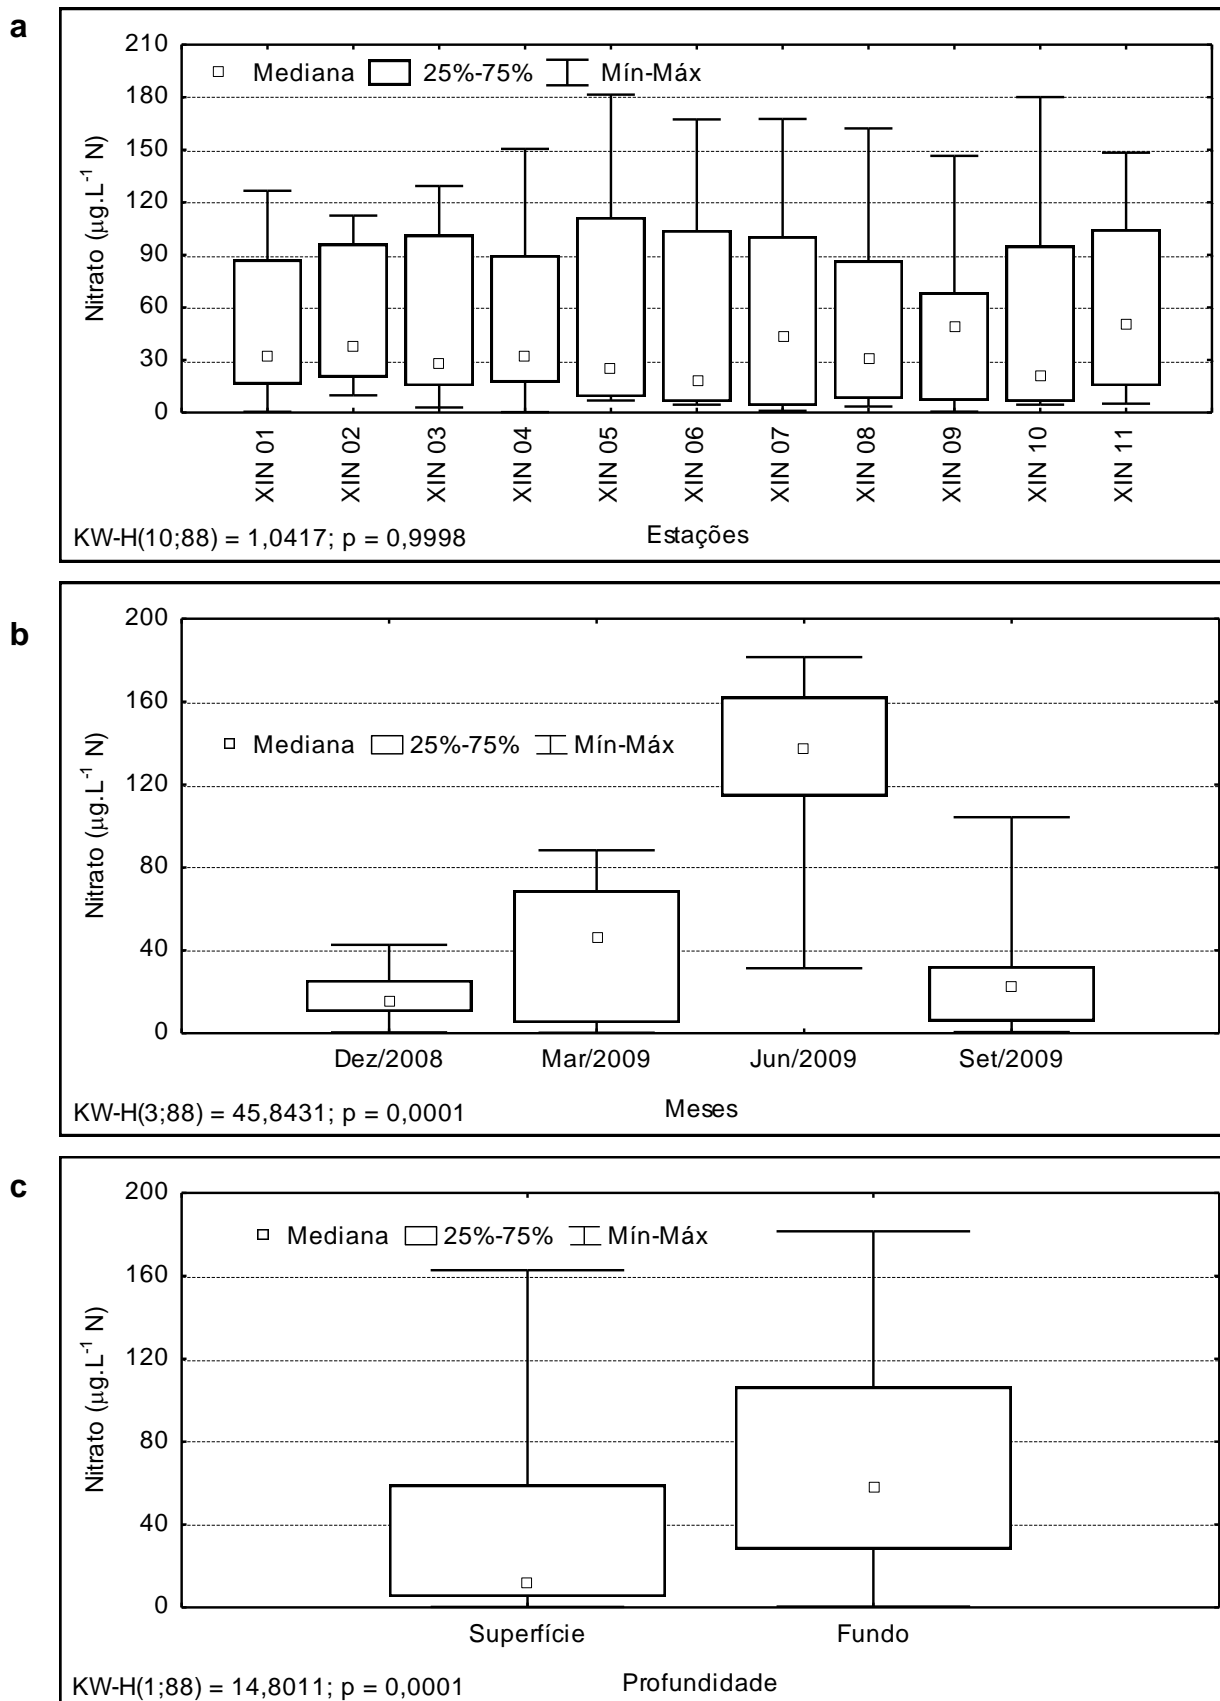 a
210
180
150
120
90
60
30
0
Nitrato (µg.L⁻¹ N)
Mediana 25%-75% Mín-Máx
XIN 01 XIN 02 XIN 03 XIN 04 XIN 05 XIN 06 XIN 07 XIN 08 XIN 09 XIN 10 XIN 11
Estações
KW-H(10;88) = 1,0417; p = 0,9998
b
200
160
120
80
40
0
Nitrato (µg.L⁻¹ N)
Mediana 25%-75% Mín-Máx
Dez/2008 Mar/2009 Jun/2009 Set/2009
Meses
KW-H(3;88) = 45,8431; p = 0,0001
c
200
160
120
80
40
0
Nitrato (µg.L⁻¹ N)
Mediana 25%-75% Mín-Máx
Superfície Fundo
Profundidade
KW-H(1;88) = 14,8011; p = 0,0001